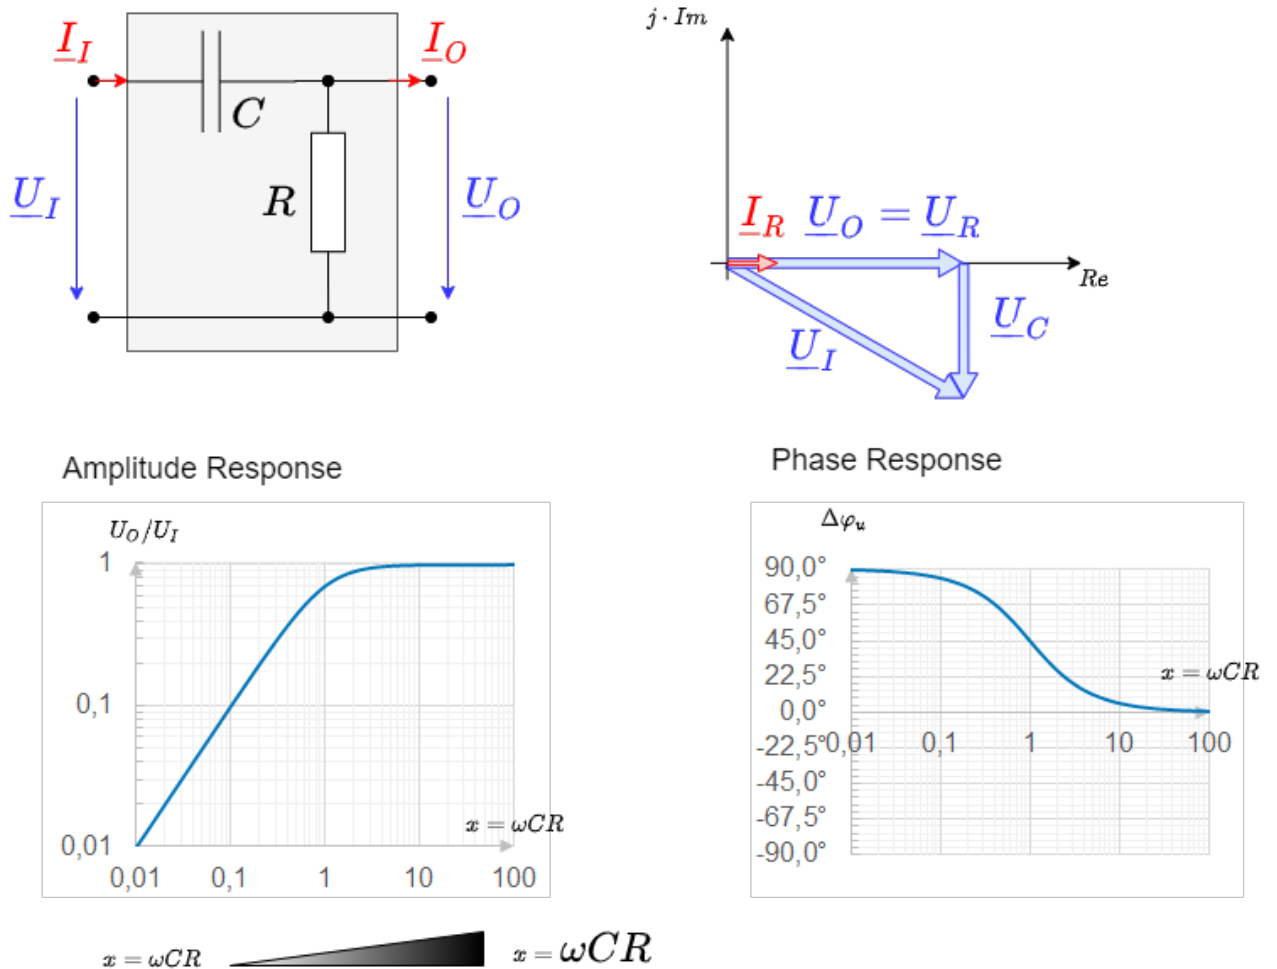 I_I
I_O
C
U_I
R
U_O
j · Im
I_R U_O = U_R
Re
U_C
U_I
Amplitude Response
U_O/U_I
1
0,1
0,01
x = ωCR
0,01 0,1 1 10 100
Phase Response
Δφ_u
90,0°
67,5°
45,0°
22,5°
x = ωCR
0,0°
0,01 0,1 1 10 100
-22,5°
-45,0°
-67,5°
-90,0°
x = ωCR x = ωCR